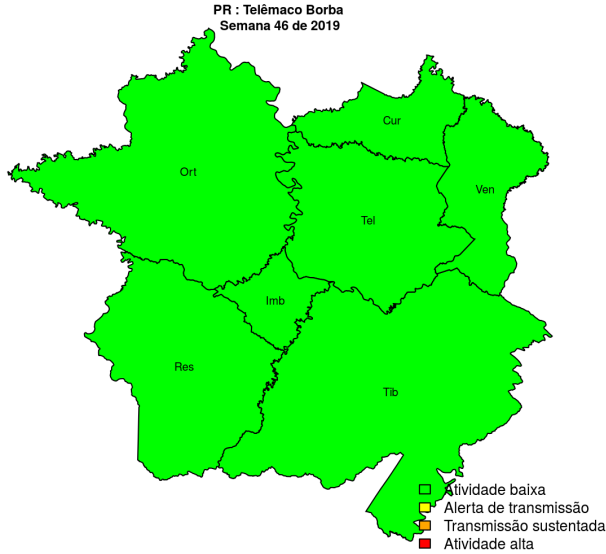 PR : Telêmaco Borba
Semana 46 de 2019
Cur
Ort
Ven
Tel
Imb
Res
Tib
Atividade baixa
Alerta de transmissão
Transmissão sustentada
Atividade alta